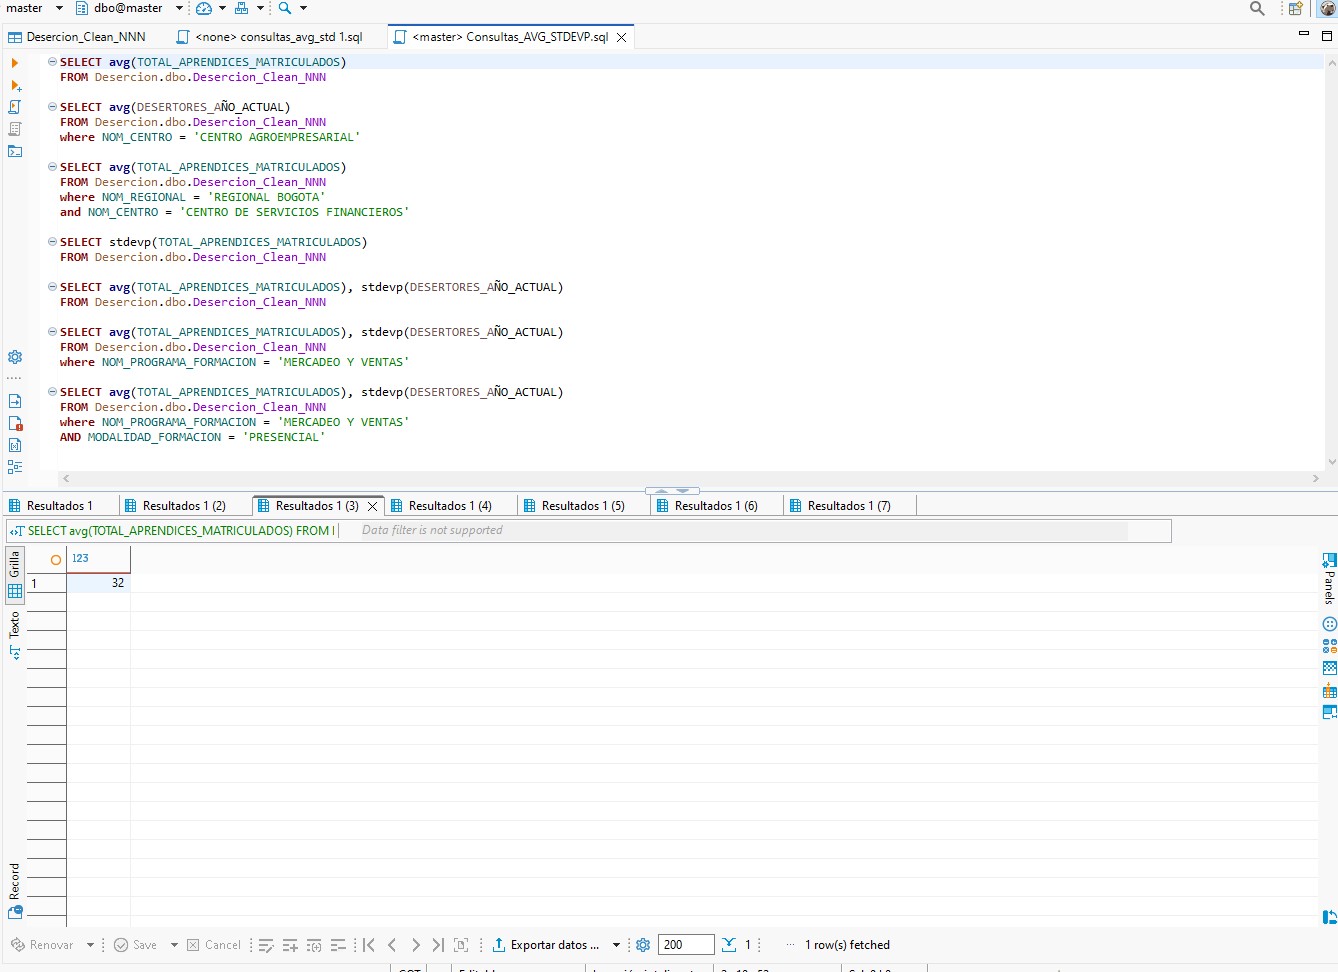 master dbo@master
Desercion_Clean_NNN <none> consultas_avg_std 1.sql <master> Consultas_AVG_STDEVP.sql
SELECT avg(TOTAL_APRENDICES_MATRICULADOS)
FROM Desercion.dbo.Desercion_Clean_NNN
SELECT avg(DESERTORES_AÑO_ACTUAL)
FROM Desercion.dbo.Desercion_Clean_NNN
where NOM_CENTRO = 'CENTRO AGROEMPRESARIAL'
SELECT avg(TOTAL_APRENDICES_MATRICULADOS)
FROM Desercion.dbo.Desercion_Clean_NNN
where NOM_REGIONAL = 'REGIONAL BOGOTA'
and NOM_CENTRO = 'CENTRO DE SERVICIOS FINANCIEROS'
SELECT stdevp(TOTAL_APRENDICES_MATRICULADOS)
FROM Desercion.dbo.Desercion_Clean_NNN
SELECT avg(TOTAL_APRENDICES_MATRICULADOS), stdevp(DESERTORES_AÑO_ACTUAL)
FROM Desercion.dbo.Desercion_Clean_NNN
SELECT avg(TOTAL_APRENDICES_MATRICULADOS), stdevp(DESERTORES_AÑO_ACTUAL)
FROM Desercion.dbo.Desercion_Clean_NNN
where NOM_PROGRAMA_FORMACION = 'MERCADEO Y VENTAS'
SELECT avg(TOTAL_APRENDICES_MATRICULADOS), stdevp(DESERTORES_AÑO_ACTUAL)
FROM Desercion.dbo.Desercion_Clean_NNN
where NOM_PROGRAMA_FORMACION = 'MERCADEO Y VENTAS'
AND MODALIDAD_FORMACION = 'PRESENCIAL'
Resultados 1 Resultados 1 (2) Resultados 1 (3) Resultados 1 (4) Resultados 1 (5) Resultados 1 (6) Resultados 1 (7)
SELECT avg(TOTAL_APRENDICES_MATRICULADOS) FROM Data filter is not supported
Grilla
123
1 32
Panels
Texto
Record
Renovar Save Cancel Exportar datos ... 200 1 ... 1 row(s) fetched